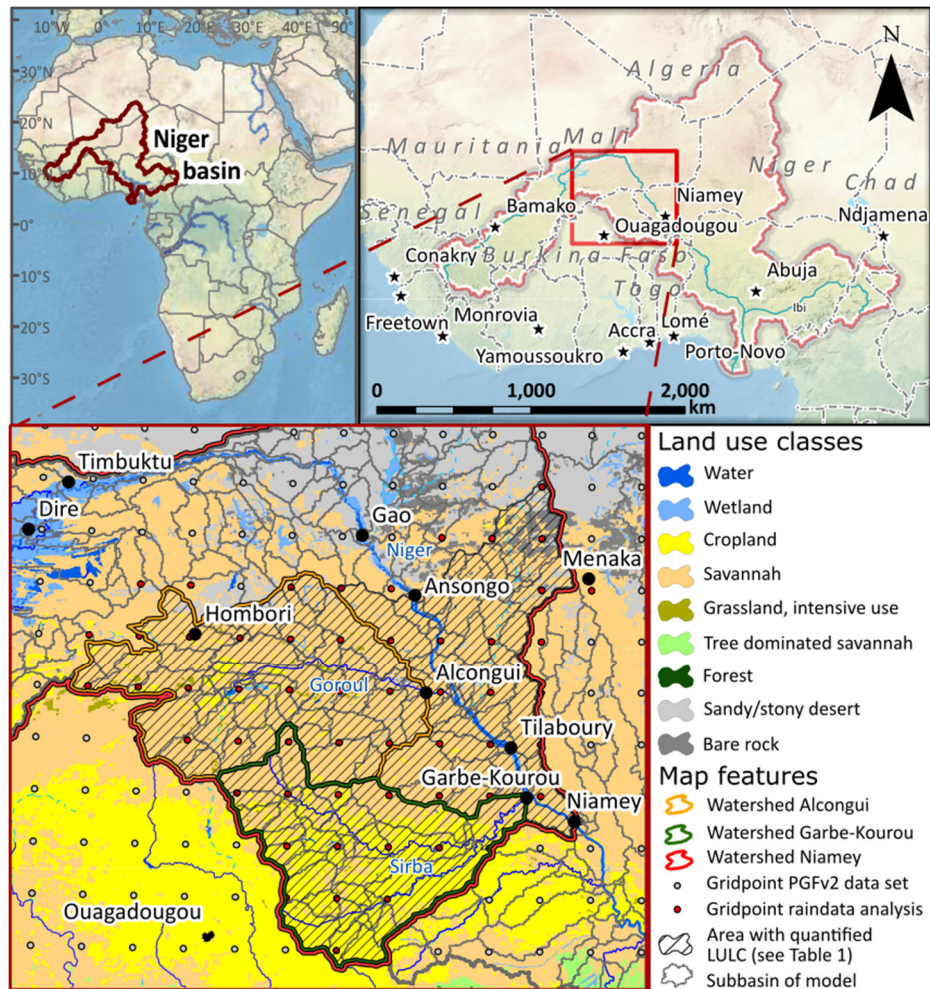 10°W 0° 10°E 20°E 30°E 40°E 50°E
30°N
20°N
10°N
0°
10°S
20°S
30°S
Niger
basin
N
Algeria
Mauritania
Mali
Niger
Chad
Senegal
Bamako
Niamey
Ndjamena
Ouagadougou
Conakry
Burkina Faso
Togo
Abuja
Ibi
Freetown
Monrovia
Accra
Lomé
Yamoussoukro
Porto-Novo
0 1,000 2,000
km
Timbuktu
Dire
Gao
Niger
Menaka
Ansongo
Hombori
Alcongui
Goroul
Tilaboury
Garbe-Kourou
Niamey
Sirba
Ouagadougou
Land use classes
Water
Wetland
Cropland
Savannah
Grassland, intensive use
Tree dominated savannah
Forest
Sandy/stony desert
Bare rock
Map features
Watershed Alcongui
Watershed Garbe-Kourou
Watershed Niamey
Gridpoint PGFv2 data set
Gridpoint raindata analysis
Area with quantified
LULC (see Table 1)
Subbasin of model